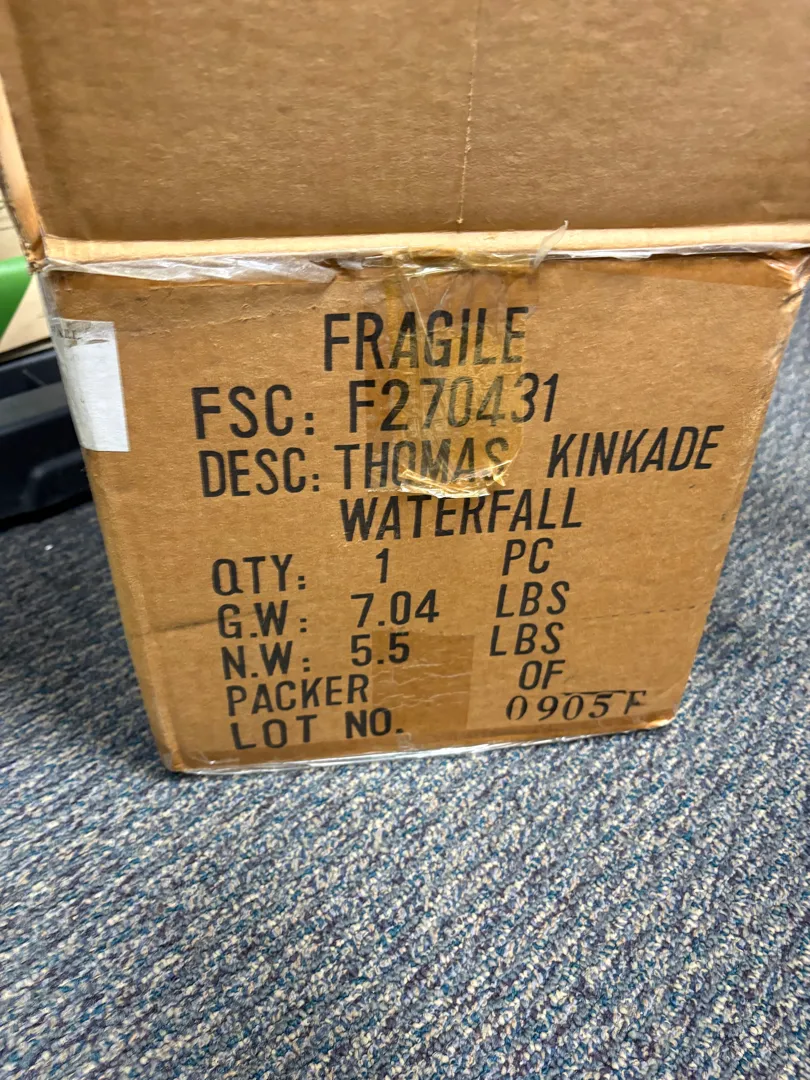 FRAGILE
FSC: F270431
DESC: THOMAS KINKADE
WATERFALL
QTY: 1 PC
G.W: 7.04 LBS
N.W: 5.5 LBS
PACKER OF
LOT NO. 0905F